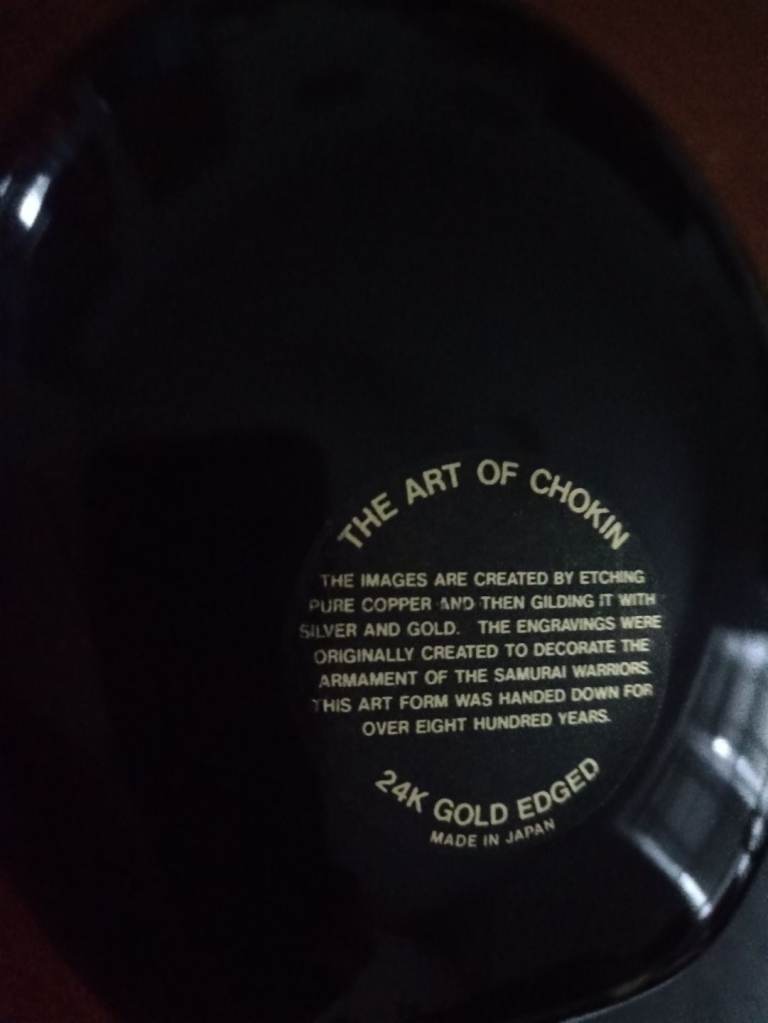 THE ART OF CHOKIN
THE IMAGES ARE CREATED BY ETCHING
PURE COPPER AND THEN GILDING IT WITH
SILVER AND GOLD. THE ENGRAVINGS WERE
ORIGINALLY CREATED TO DECORATE THE
ARMAMENT OF THE SAMURAI WARRIORS.
THIS ART FORM WAS HANDED DOWN FOR
OVER EIGHT HUNDRED YEARS.
24K GOLD EDGED
MADE IN JAPAN